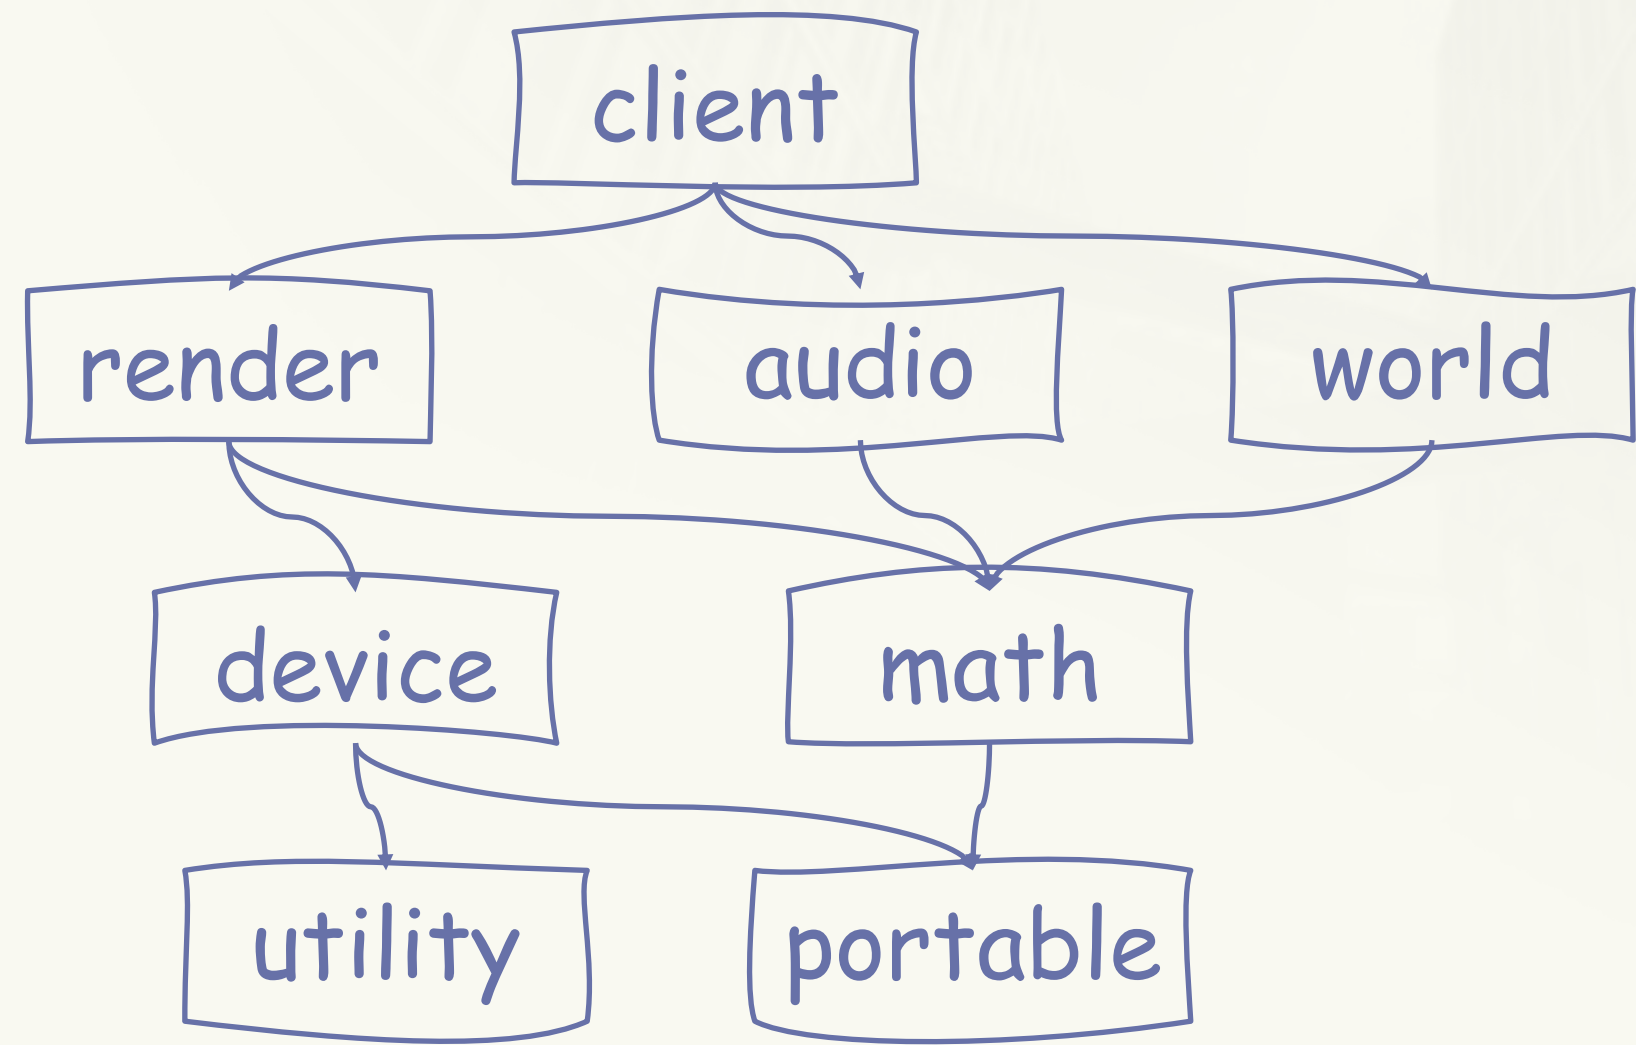 client
render
audio
world
device
math
utility
portable